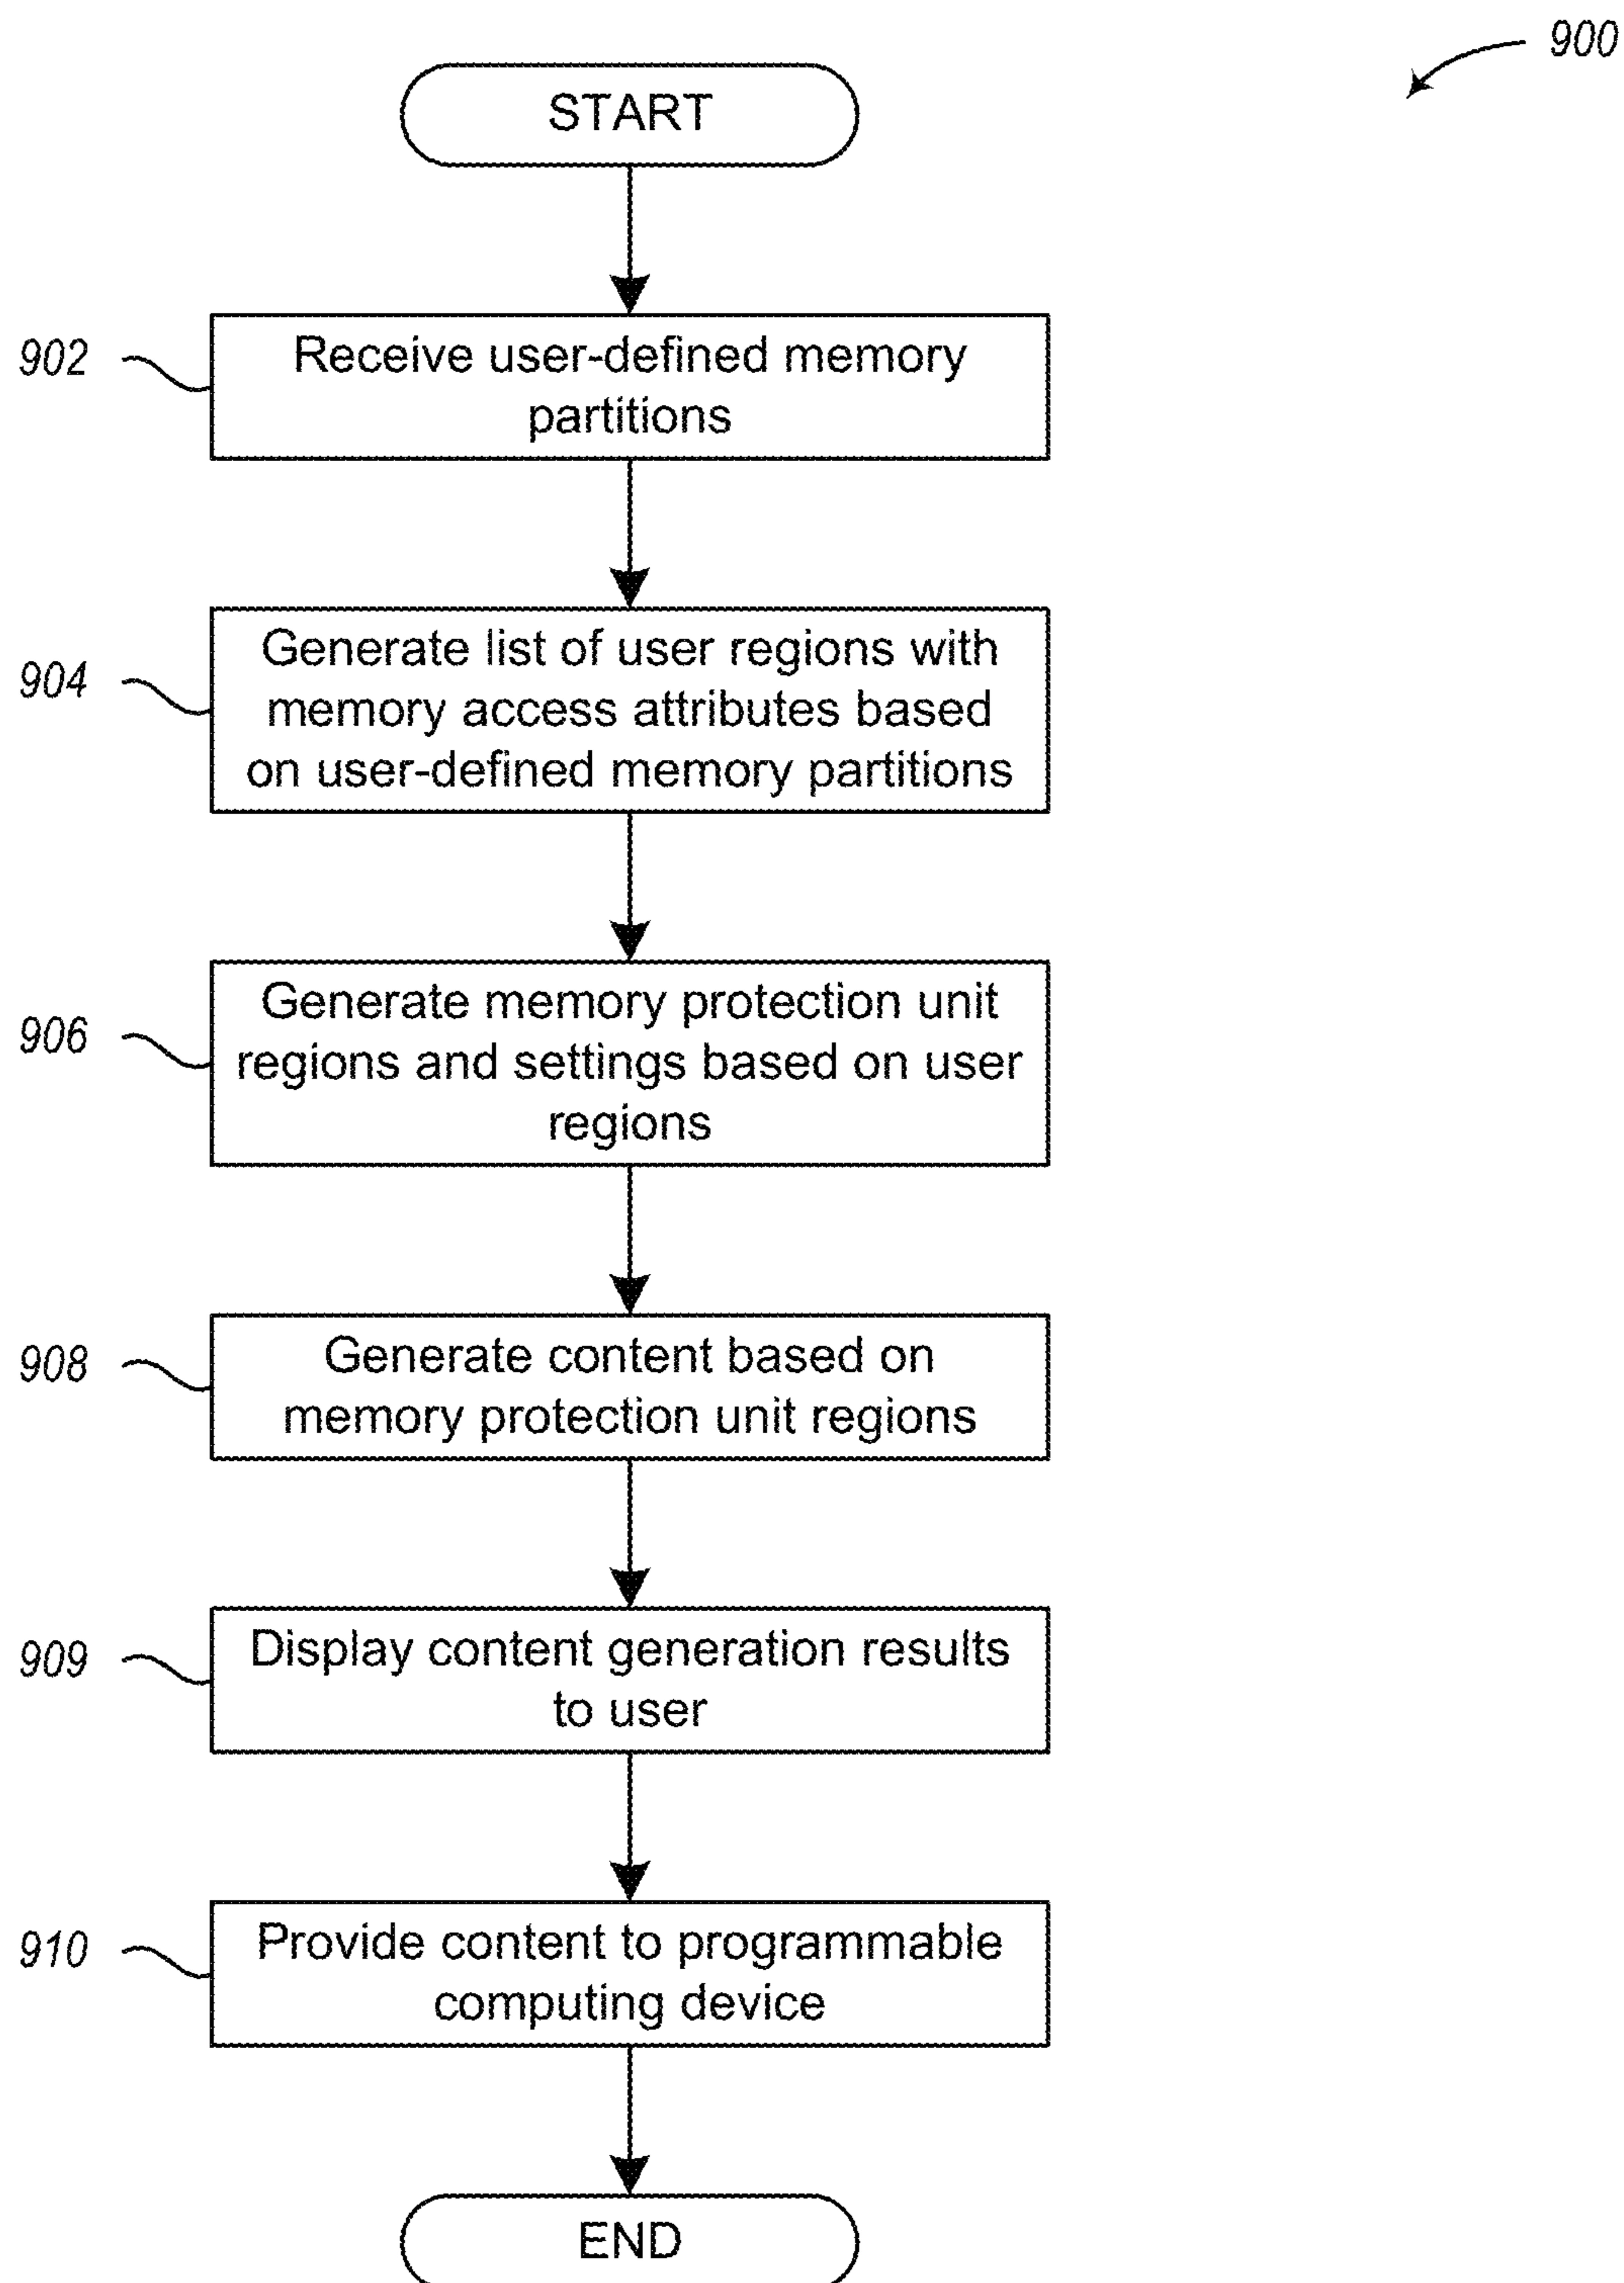 900
START
902
Receive user-defined memory
partitions
904
Generate list of user regions with
memory access attributes based
on user-defined memory partitions
906
Generate memory protection unit
regions and settings based on user
regions
908
Generate content based on
memory protection unit regions
909
Display content generation results
to user
910
Provide content to programmable
computing device
END